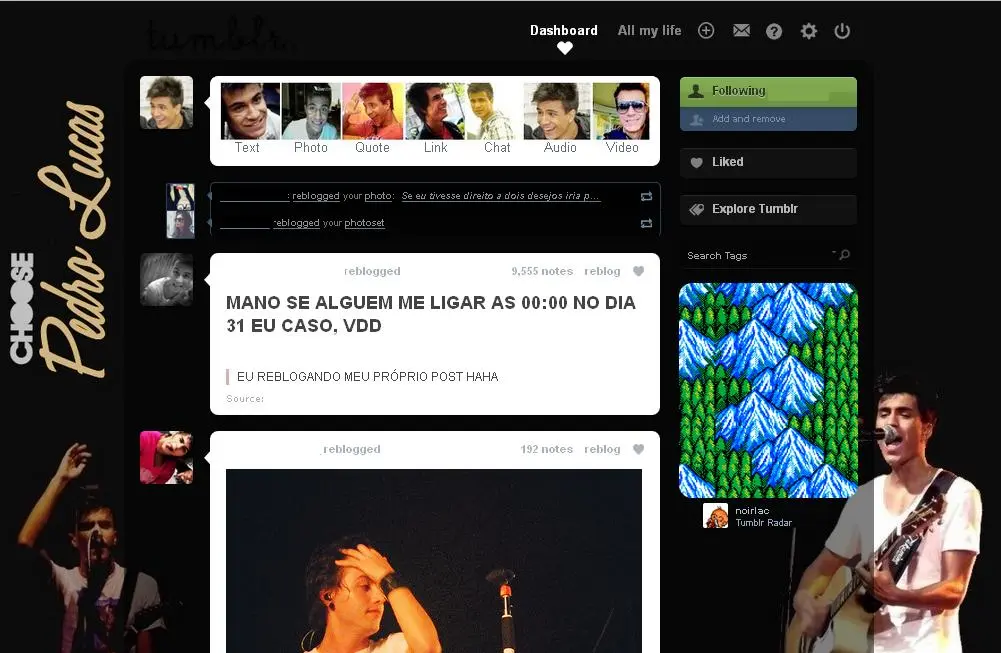 tumblr.
Dashboard
All my life
CHOOSE
Pedro Lucas
Text Photo Quote Link Chat Audio Video
Following
Add and remove
Liked
Explore Tumblr
Search Tags
: reblogged your photo: Se eu tivesse direito a dois desejos iria p...
reblogged your photoset
reblogged 9,555 notes reblog
MANO SE ALGUEM ME LIGAR AS 00:00 NO DIA
31 EU CASO, VDD
EU REBLOGANDO MEU PRÓPRIO POST HAHA
Source:
reblogged 192 notes reblog
noirlac
Tumblr Radar